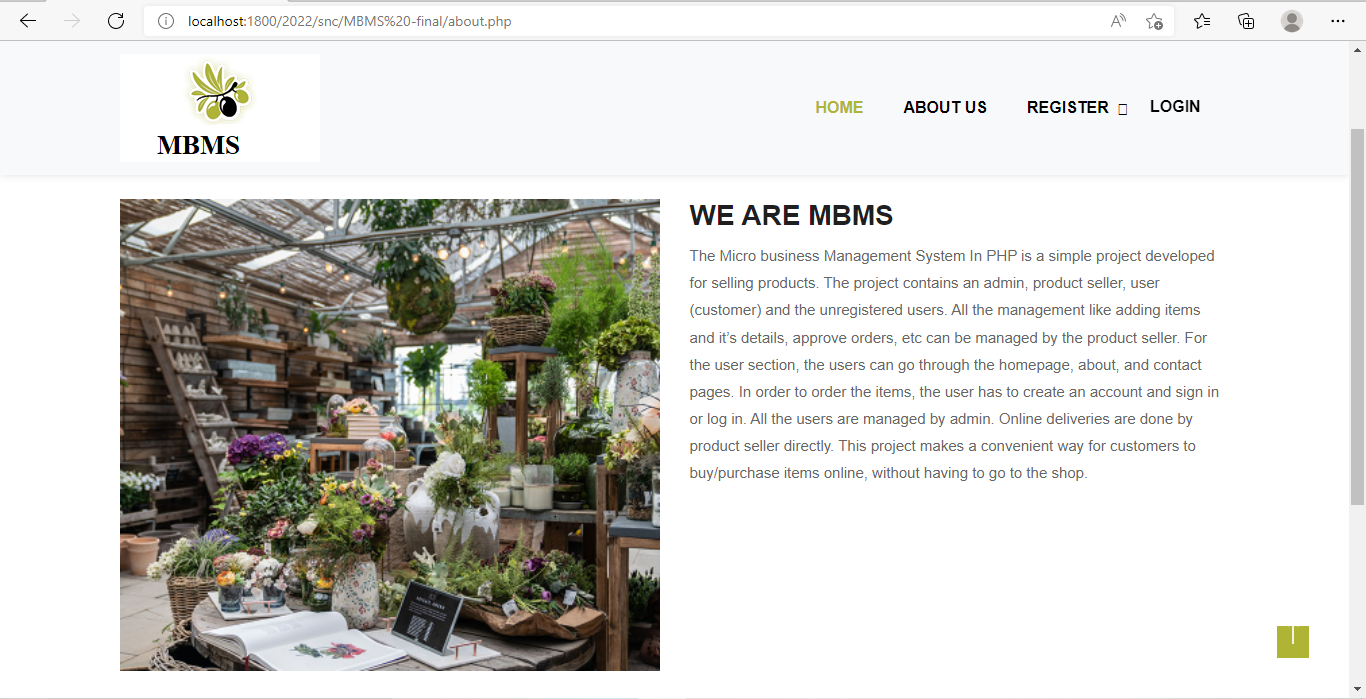 localhost:1800/2022/snc/MBMS%20-final/about.php
MBMS
HOME
ABOUT US
REGISTER
LOGIN
WE ARE MBMS
The Micro business Management System In PHP is a simple project developed
for selling products. The project contains an admin, product seller, user
(customer) and the unregistered users. All the management like adding items
and it’s details, approve orders, etc can be managed by the product seller. For
the user section, the users can go through the homepage, about, and contact
pages. In order to order the items, the user has to create an account and sign in
or log in. All the users are managed by admin. Online deliveries are done by
product seller directly. This project makes a convenient way for customers to
buy/purchase items online, without having to go to the shop.